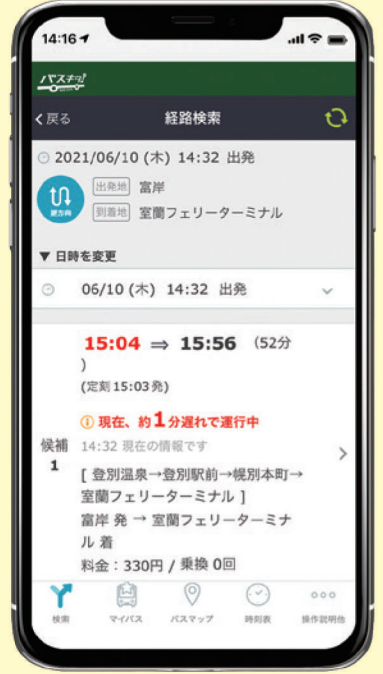 14:16
バスキタ!
戻る
経路検索
2021/06/10 (木) 14:32 出発
逆方向
出発地 富岸
到着地 室蘭フェリーターミナル
▼ 日時を変更
06/10 (木) 14:32 出発
15:04 ⇒ 15:56 (52分
)
(定刻 15:03 発)
現在、約1分遅れで運行中
14:32 現在の情報です
候補
1
[ 登別温泉→登別駅前→幌別本町→
室蘭フェリーターミナル ]
富岸 発 → 室蘭フェリーターミナ
ル 着
料金：330円 / 乗換 0回
検索
マイバス
バスマップ
時刻表
操作説明他